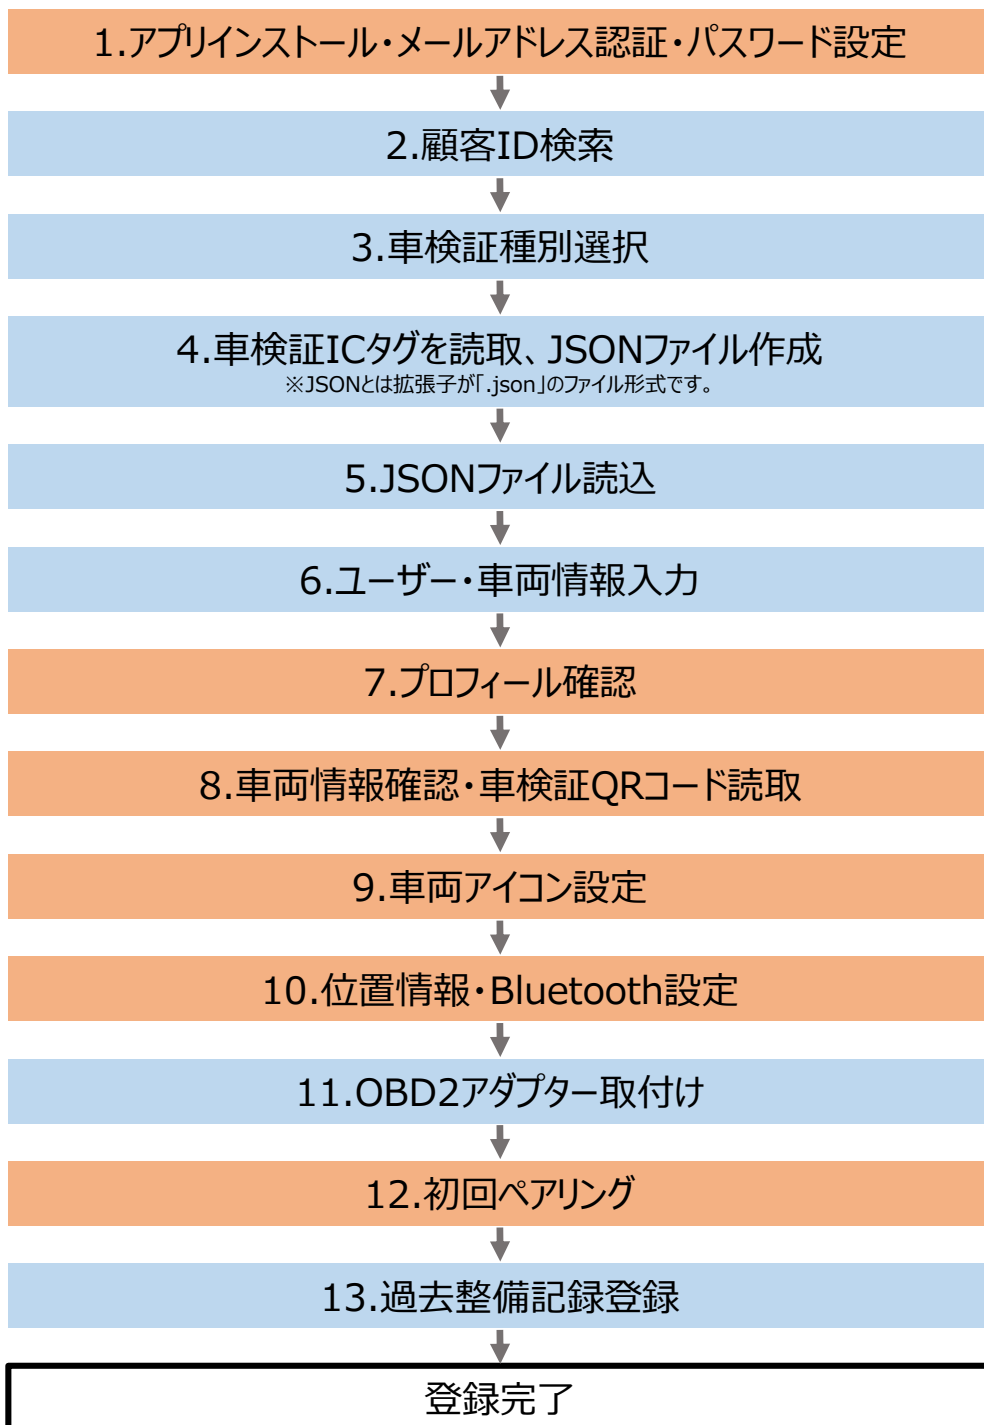 1.アプリインストール・メールアドレス認証・パスワード設定
2.顧客ID検索
3.車検証種別選択
4.車検証ICタグを読取、JSONファイル作成
※JSONとは拡張子が「.json」のファイル形式です。
5.JSONファイル読込
6.ユーザー・車両情報入力
7.プロフィール確認
8.車両情報確認・車検証QRコード読取
9.車両アイコン設定
10.位置情報・Bluetooth設定
11.OBD2アダプター取付け
12.初回ペアリング
13.過去整備記録登録
登録完了